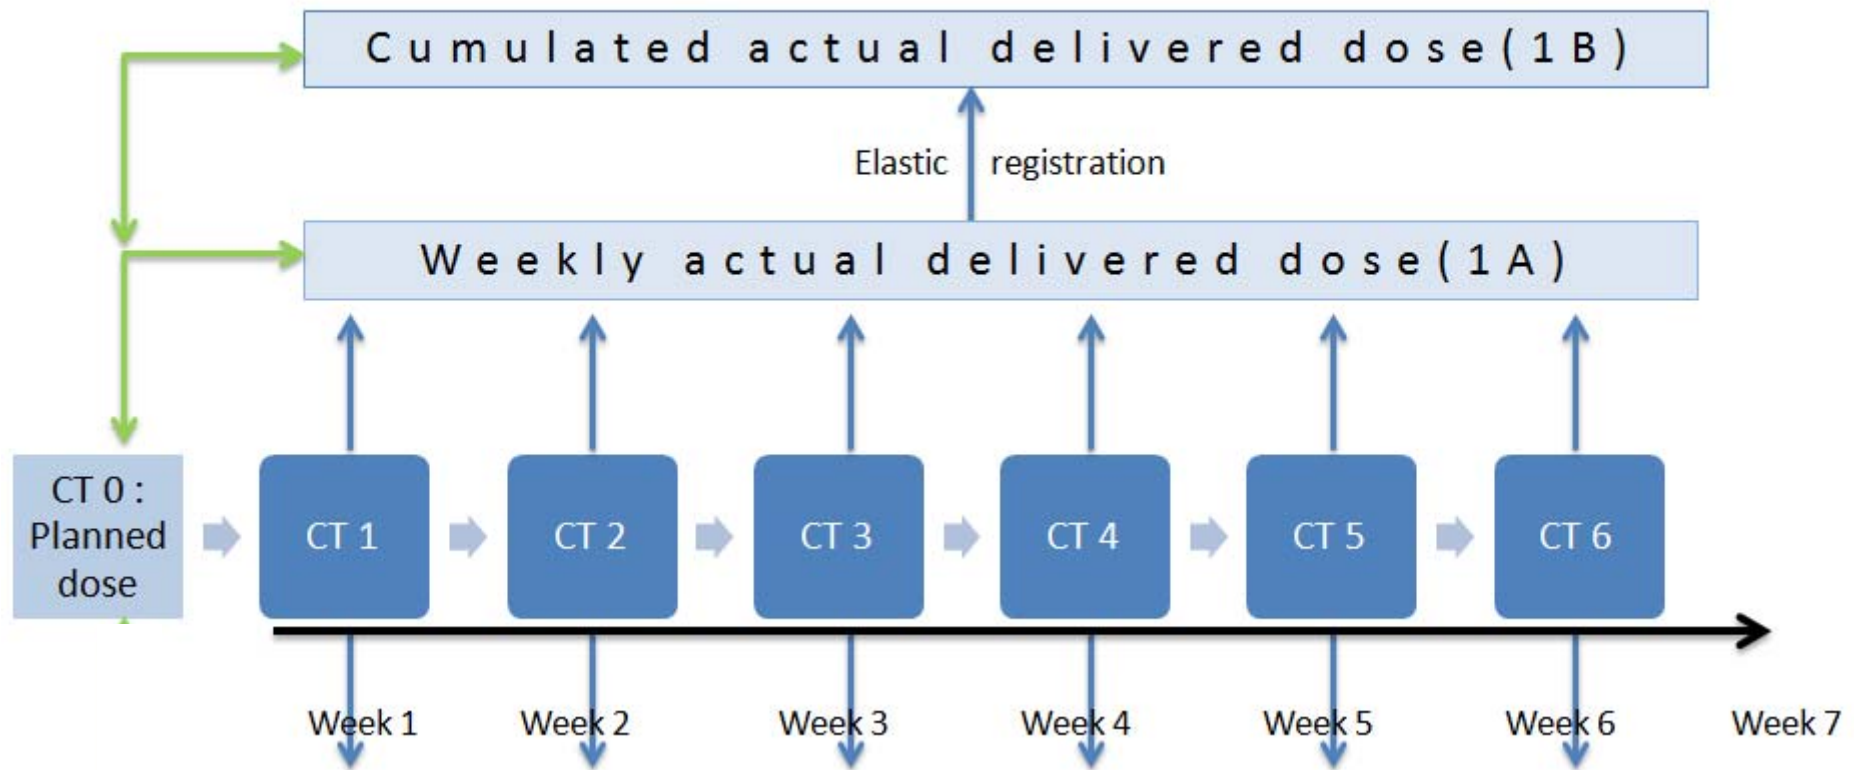 Cumulated actual delivered dose(1B)
Elastic registration
Weekly actual delivered dose(1A)
CT 0 :
Planned
dose
CT 1
CT 2
CT 3
CT 4
CT 5
CT 6
Week 1
Week 2
Week 3
Week 4
Week 5
Week 6
Week 7